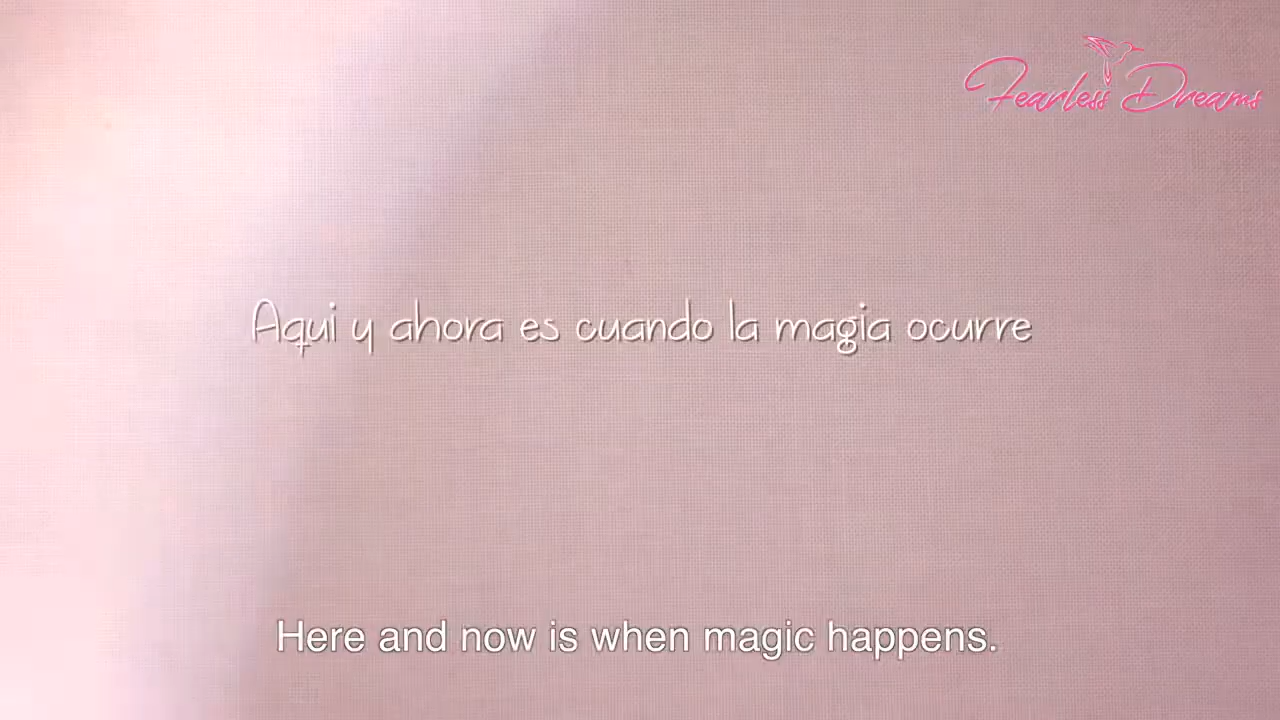 Fearless Dreams
Aqui y ahora es cuando la magia ocurre
Here and now is when magic happens.